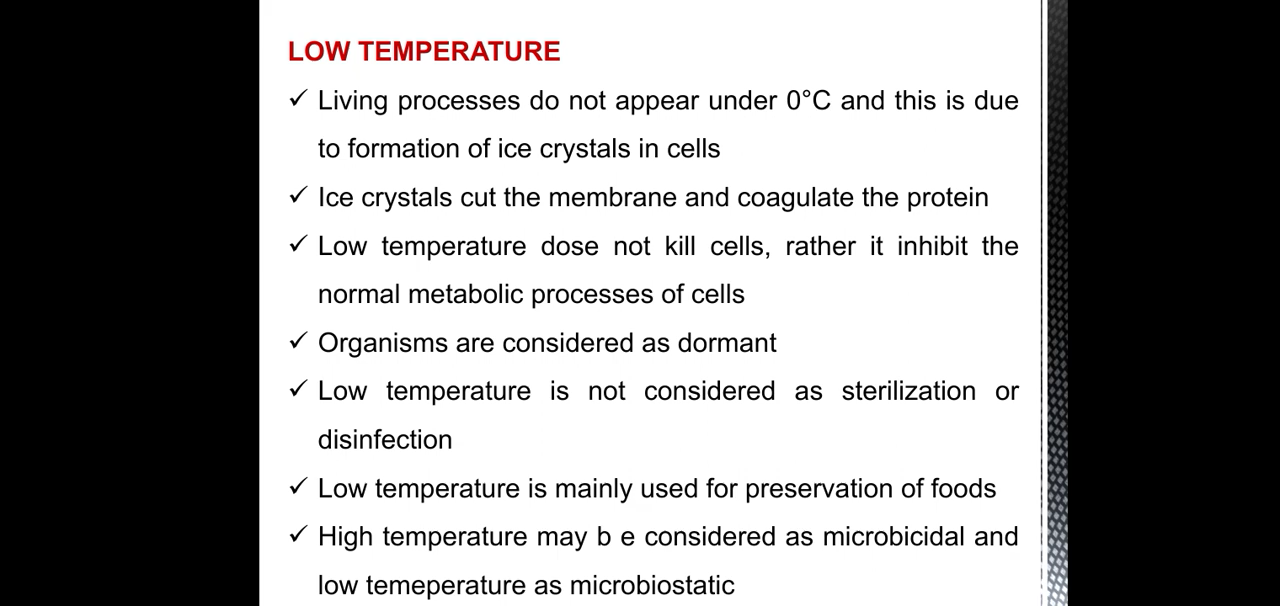 LOW TEMPERATURE
✓ Living processes do not appear under 0°C and this is due
to formation of ice crystals in cells
✓ Ice crystals cut the membrane and coagulate the protein
✓ Low temperature dose not kill cells, rather it inhibit the
normal metabolic processes of cells
✓ Organisms are considered as dormant
✓ Low temperature is not considered as sterilization or
disinfection
✓ Low temperature is mainly used for preservation of foods
✓ High temperature may b e considered as microbicidal and
low temeperature as microbiostatic